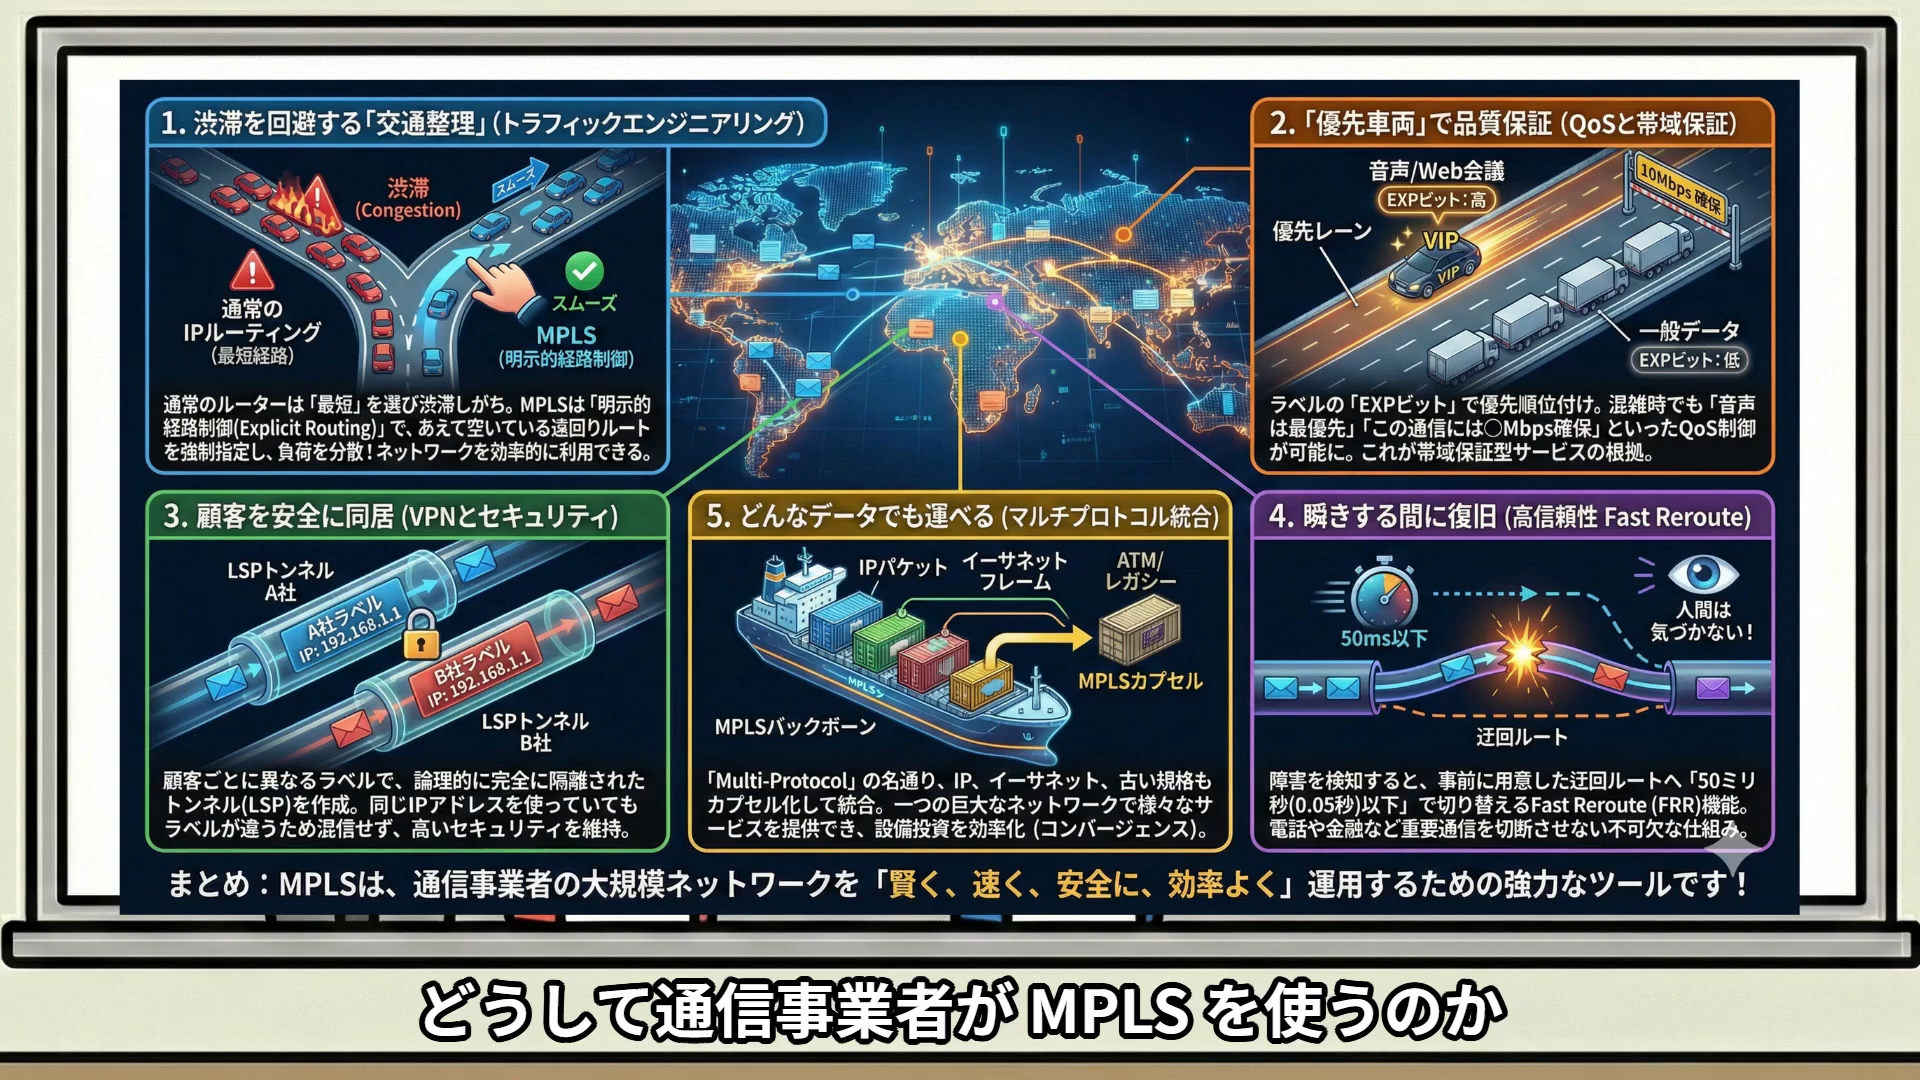 1. 渋滞を回避する「交通整理」(トラフィックエンジニアリング)
渋滞
(Congestion)
スムーズ
通常の
IPルーティング
(最短経路)
スムーズ
MPLS
(明示的経路制御)
通常のルーターは「最短」を選び渋滞しがち。MPLSは「明示的
経路制御(Explicit Routing)」で、あえて空いている遠回りルート
を強制指定し、負荷を分散！ネットワークを効率的に利用できる。
2.「優先車両」で品質保証（QoSと帯域保証）
音声/Web会議
EXPビット：高
優先レーン
VIP
VIP
10Mbps 確保
一般データ
EXPビット：低
ラベルの「EXPビット」で優先順位付け。混雑時でも「音声
は最優先」「この通信には○Mbps確保」といったQoS制御
が可能に。これが帯域保証型サービスの根拠。
3. 顧客を安全に同居 (VPNとセキュリティ)
LSPトンネル
A社
A社ラベル
IP: 192.168.1.1
B社ラベル
IP: 192.168.1.1
LSPトンネル
B社
顧客ごとに異なるラベルで、論理的に完全に隔離された
トンネル(LSP)を作成。同じIPアドレスを使っていても
ラベルが違うため混信せず、高いセキュリティを維持。
5. どんなデータでも運べる (マルチプロトコル統合)
IPパケット
イーサネット
フレーム
ATM/
レガシー
MPLSカプセル
MPLSバックボーン
「Multi-Protocol」の名通り、IP、イーサネット、古い規格も
カプセル化して統合。一つの巨大なネットワークで様々なサ
ービスを提供でき、設備投資を効率化（コンバージェンス）。
4. 瞬きする間に復旧 (高信頼性 Fast Reroute)
50ms以下
人間は
気づかない！
迂回ルート
障害を検知すると、事前に用意した迂回ルートへ「50ミリ
秒(0.05秒)以下」で切り替えるFast Reroute (FRR)機能。
電話や金融など重要通信を切断させない不可欠な仕組み。
まとめ：MPLSは、通信事業者の大規模ネットワークを「賢く、速く、安全に、効率よく」運用するための強力なツールです！
どうして通信事業者が MPLS を使うのか